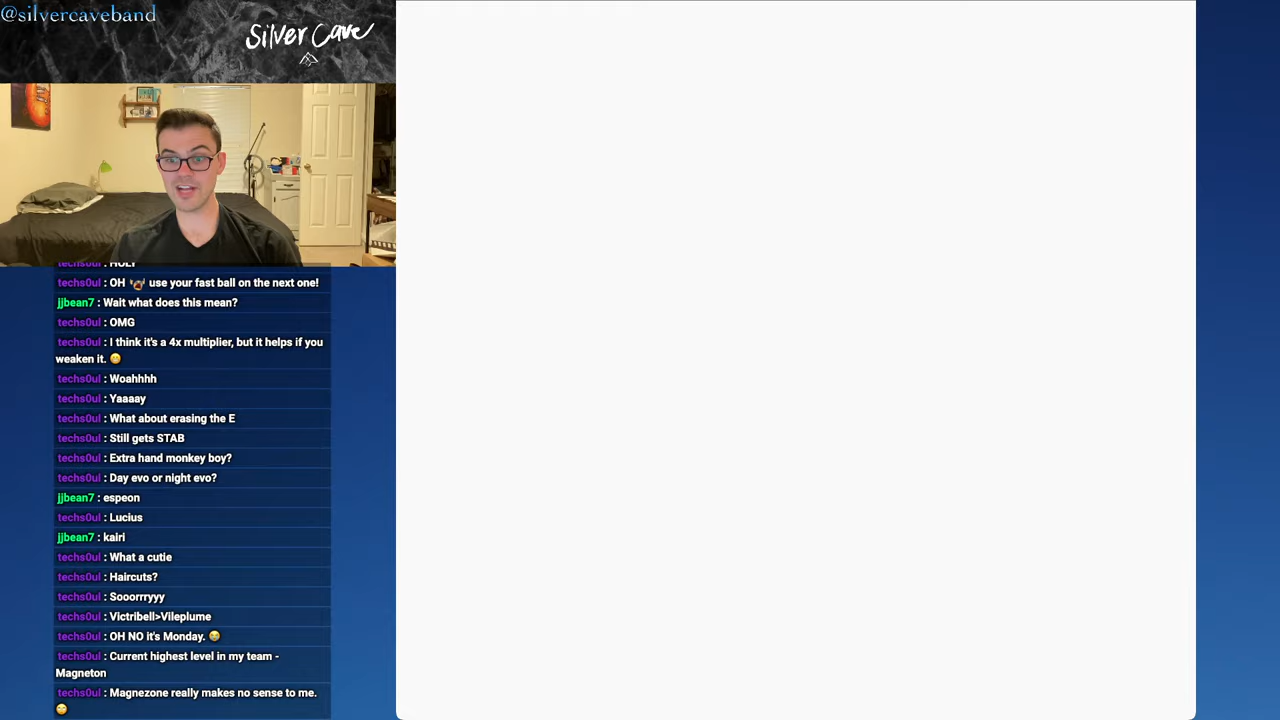 @silvercaveband
Silver Cave
techs0ul : HOLY
techs0ul : OH use your fast ball on the next one!
jjbean7 : Wait what does this mean?
techs0ul : OMG
techs0ul : I think it's a 4x multiplier, but it helps if you
weaken it. 😁
techs0ul : Woahhhh
techs0ul : Yaaaay
techs0ul : What about erasing the E
techs0ul : Still gets STAB
techs0ul : Extra hand monkey boy?
techs0ul : Day evo or night evo?
jjbean7 : espeon
techs0ul : Lucius
jjbean7 : kairi
techs0ul : What a cutie
techs0ul : Haircuts?
techs0ul : Sooorrryyy
techs0ul : Victribell>Vileplume
techs0ul : OH NO it's Monday. 😭
techs0ul : Current highest level in my team -
Magneton
techs0ul : Magnezone really makes no sense to me.
🙄